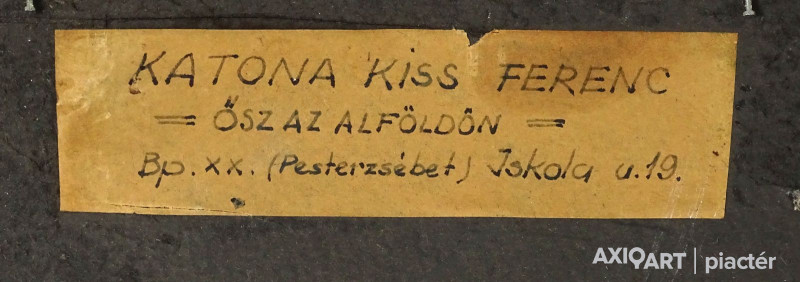 KATONA KISS FERENC
= ŐSZ AZ ALFÖLDÖN =
Bp. xx. (Pesterzsébet) Iskola u. 19.
AXIOART | piactér